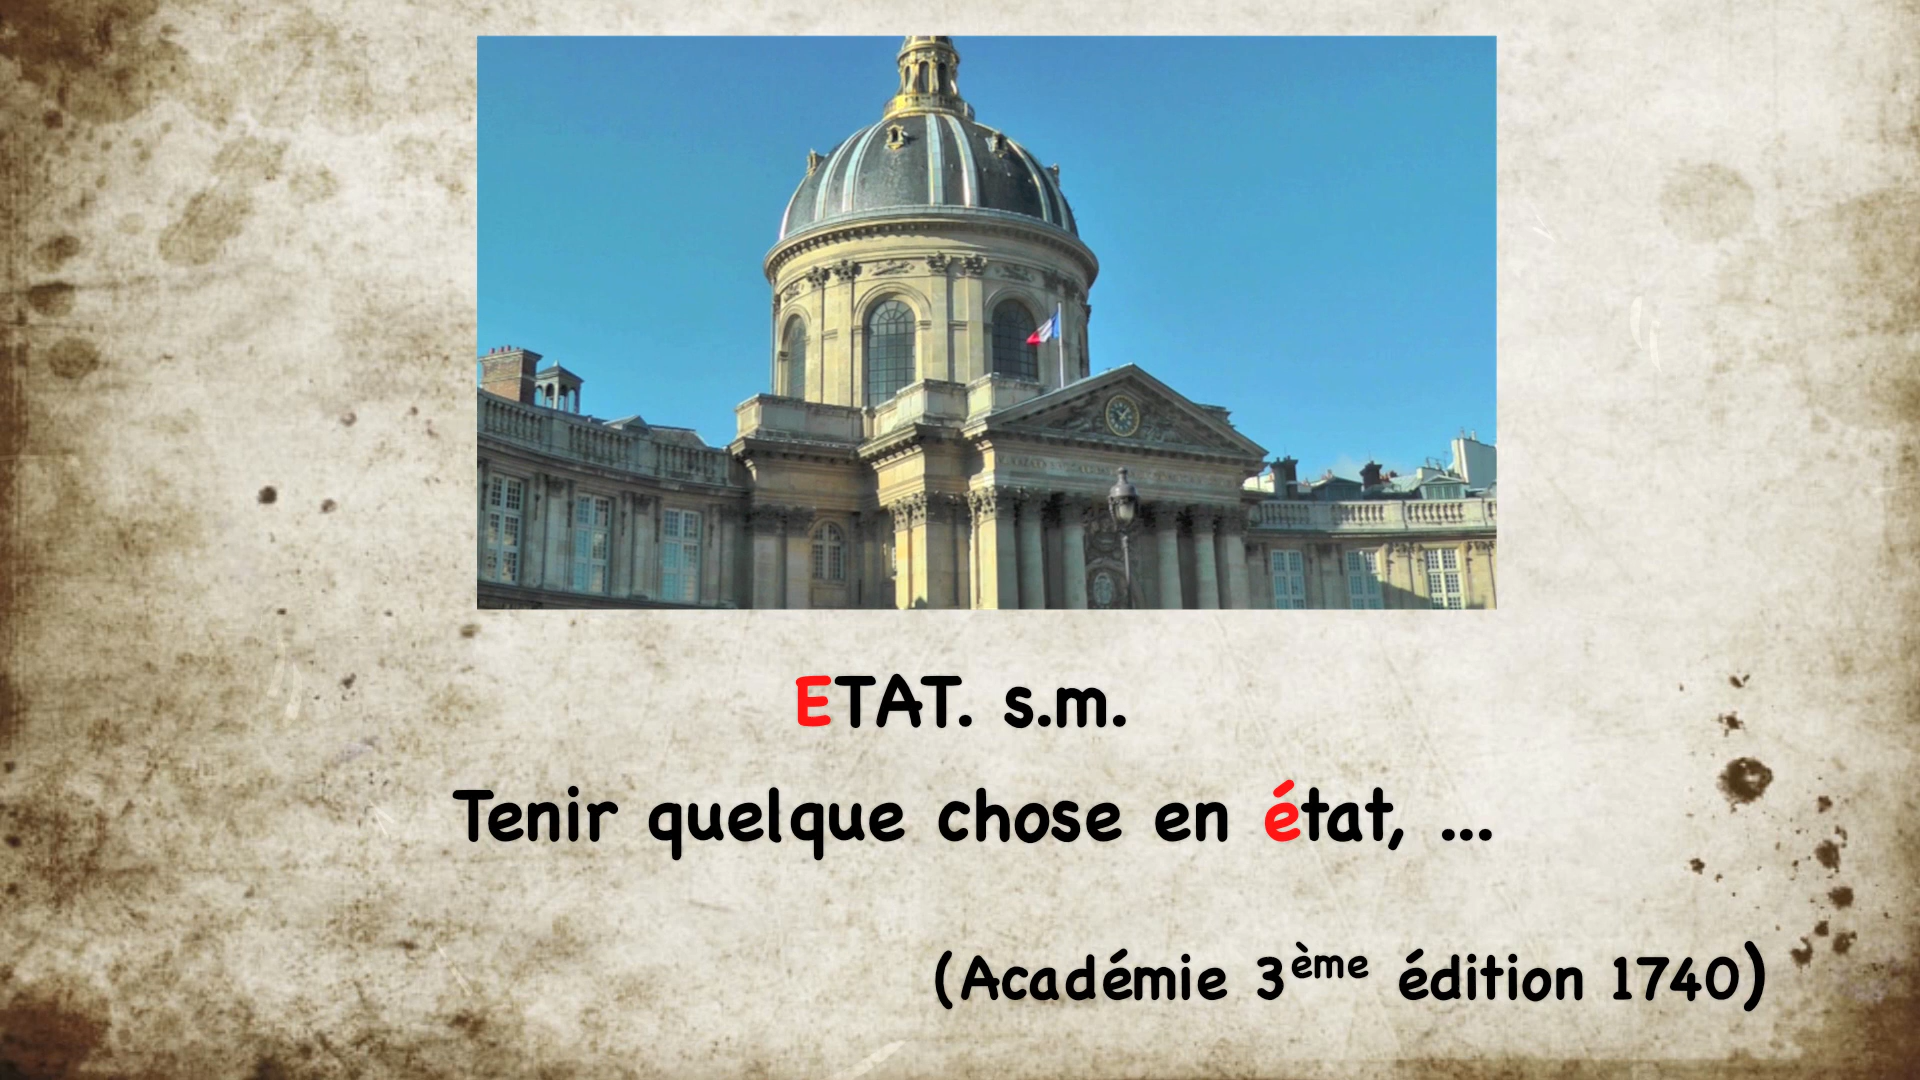 ETAT. s.m.
Tenir quelque chose en état, ...
(Académie 3ème édition 1740)